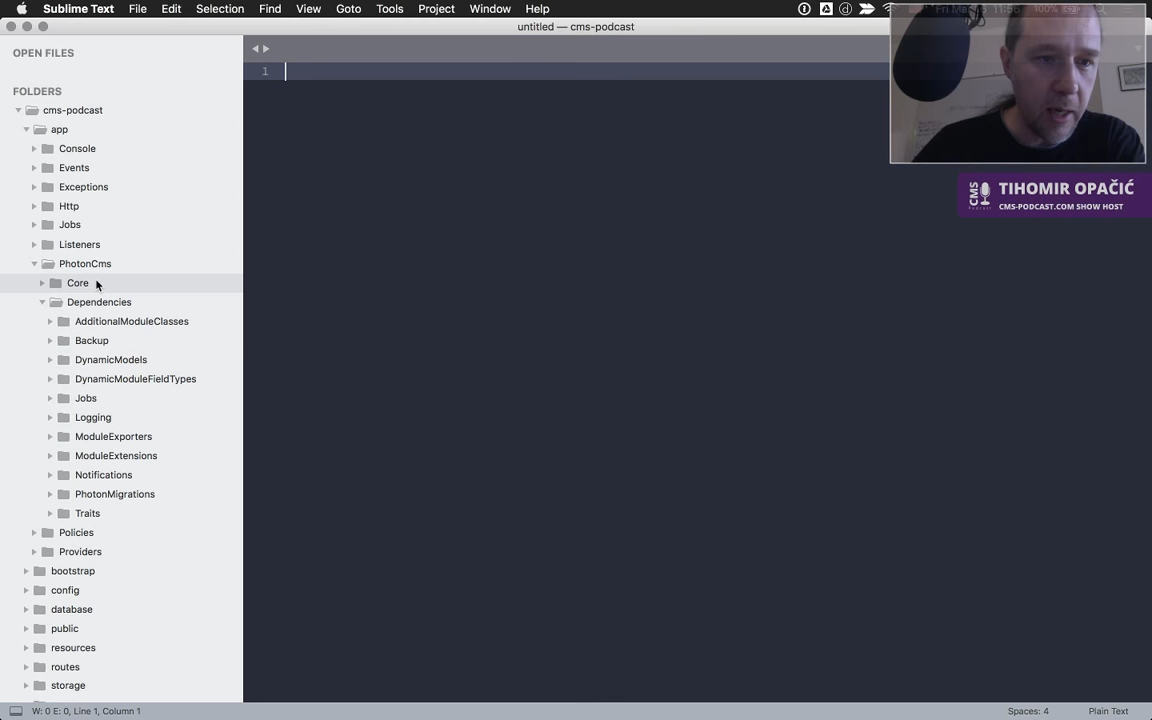 Sublime Text File Edit Selection Find View Goto Tools Project Window Help
untitled — cms-podcast
OPEN FILES
1
FOLDERS
cms-podcast
app
Console
Events
Exceptions
Http
Jobs
Listeners
PhotonCms
Core
Dependencies
AdditionalModuleClasses
Backup
DynamicModels
DynamicModuleFieldTypes
Jobs
Logging
ModuleExporters
ModuleExtensions
Notifications
PhotonMigrations
Traits
Policies
Providers
bootstrap
config
database
public
resources
routes
storage
CMS
TIHOMIR OPAČIĆ
CMS-PODCAST.COM SHOW HOST
W: 0 E: 0, Line 1, Column 1
Spaces: 4
Plain Text